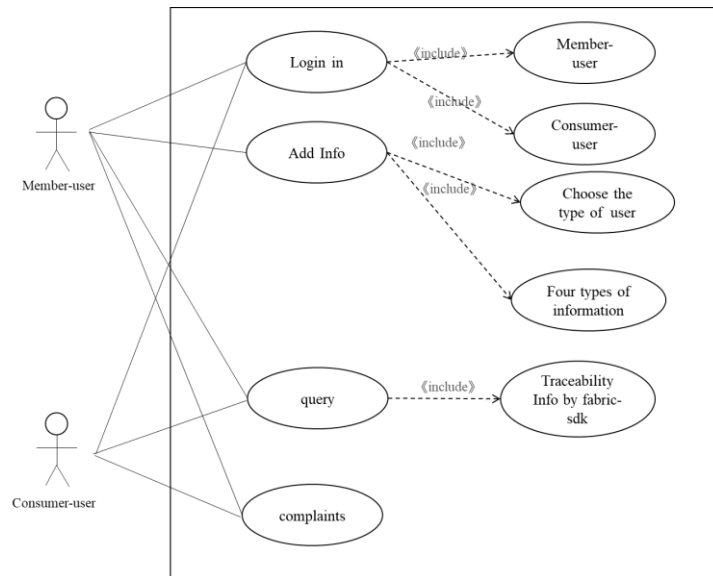 Login in
《include》
Member-
user
《include》
Consumer-
user
Member-user
Add Info
《include》
《include》
Choose the
type of user
Four types of
information
query
《include》
Traceability
Info by fabric-
sdk
Consumer-user
complaints